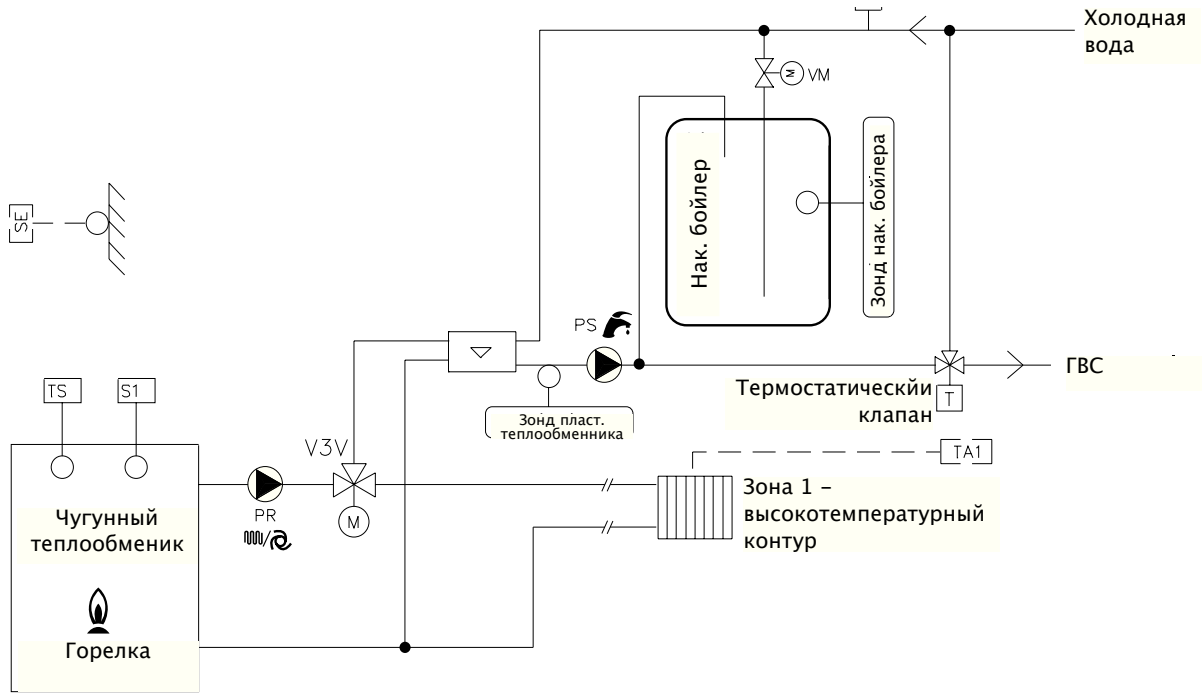 Холодная
вода
VM
M
Нак. бойлер
Зонд нак. бойлера
SE
PS
ГВС
Термостатическйи
клапан
T
Зонд пласт.
теплообменника
TS
S1
V3V
TA1
PR
M
Зона 1 –
высокотемпературный
контур
Чугунный
теплообменик
Горелка